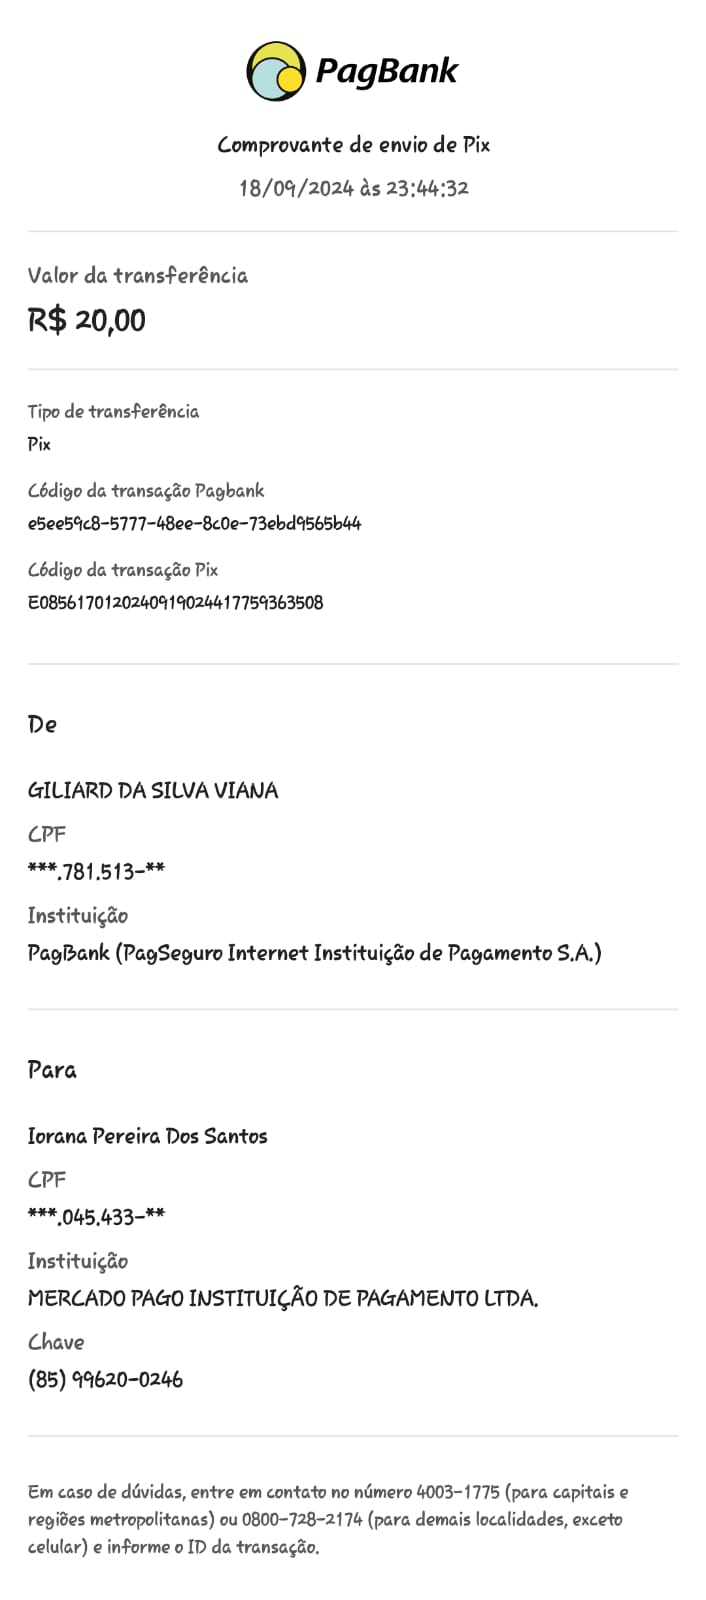 PagBank
Comprovante de envio de Pix
18/09/2024 às 23:44:32
Valor da transferência
R$ 20,00
Tipo de transferência
Pix
Código da transação Pagbank
e5ee59c8-5777-48ee-8c0e-73ebd9565b44
Código da transação Pix
E0856170120240919024417759363508
De
GILIARD DA SILVA VIANA
CPF
***.781.513-**
Instituição
PagBank (PagSeguro Internet Instituição de Pagamento S.A.)
Para
Iorana Pereira Dos Santos
CPF
***.045.433-**
Instituição
MERCADO PAGO INSTITUIÇÃO DE PAGAMENTO LTDA.
Chave
(85) 99620-0246
Em caso de dúvidas, entre em contato no número 4003-1775 (para capitais e
regiões metropolitanas) ou 0800-728-2174 (para demais localidades, exceto
celular) e informe o ID da transação.